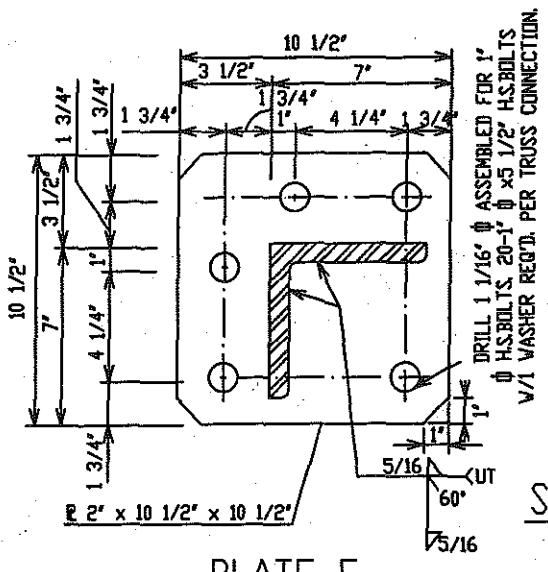 10 1/2"
3 1/2" 7"
1 3/4"
1 3/4" 1" 4 1/4" 1 3/4"
1 3/4"
1 3/4"
3 1/2"
10 1/2"
1"
7"
4 1/4"
1 3/4"
DRILL 1 1/16" ϕ ASSEMBLED FOR 1"
ϕ H.S.BOLTS. 20-1" ϕ x5 1/2" H.S.BOLTS
W/1 WASHER REQ'D. PER TRUSS CONNECTION.
1"
1"
5/16 UT
60°
5/16
℄ 2" x 10 1/2" x 10 1/2"